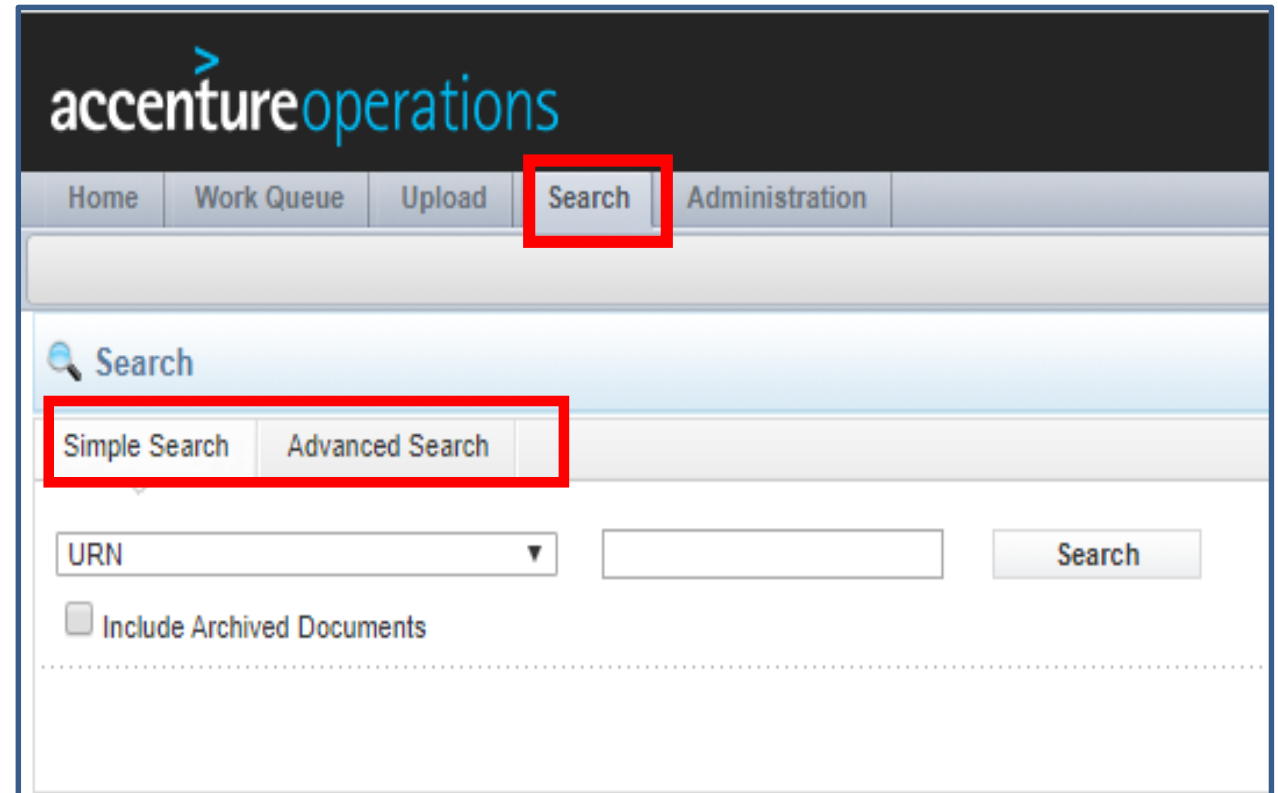 accentureoperations
Home Work Queue Upload Search Administration
Search
Simple Search Advanced Search
URN Search
Include Archived Documents